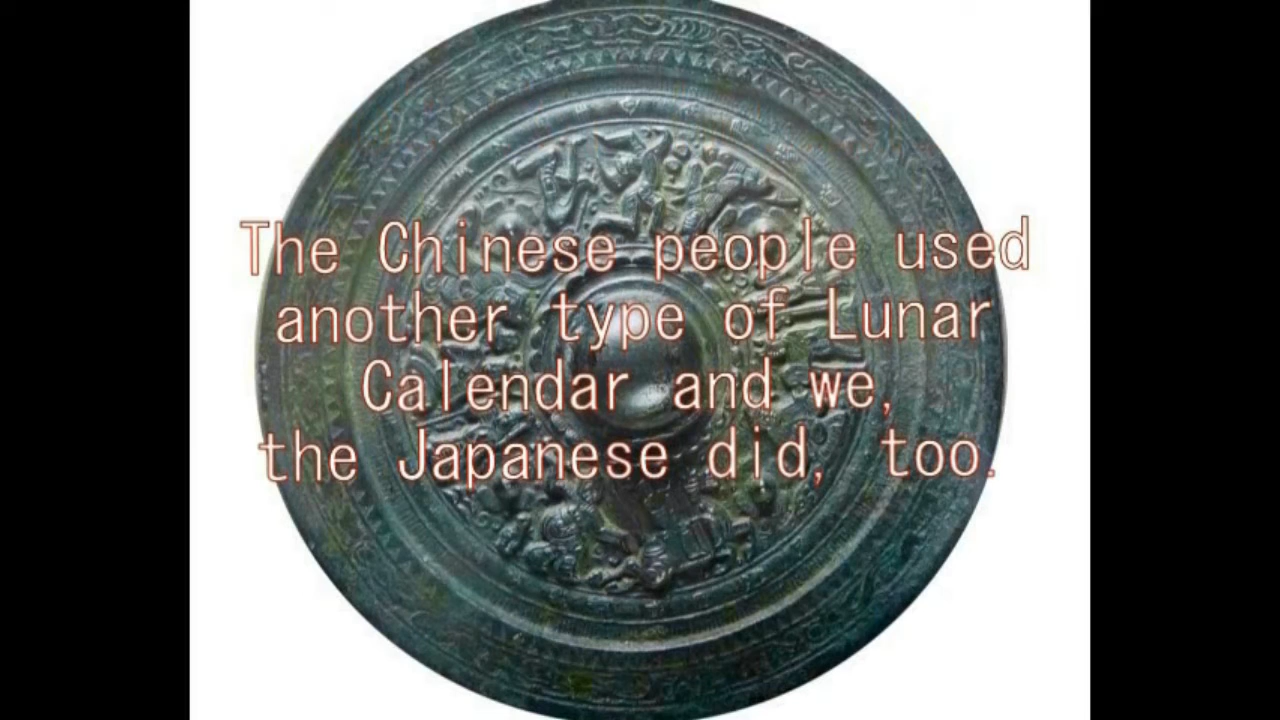 The Chinese people used
another type of Lunar
Calendar and we,
the Japanese did, too.